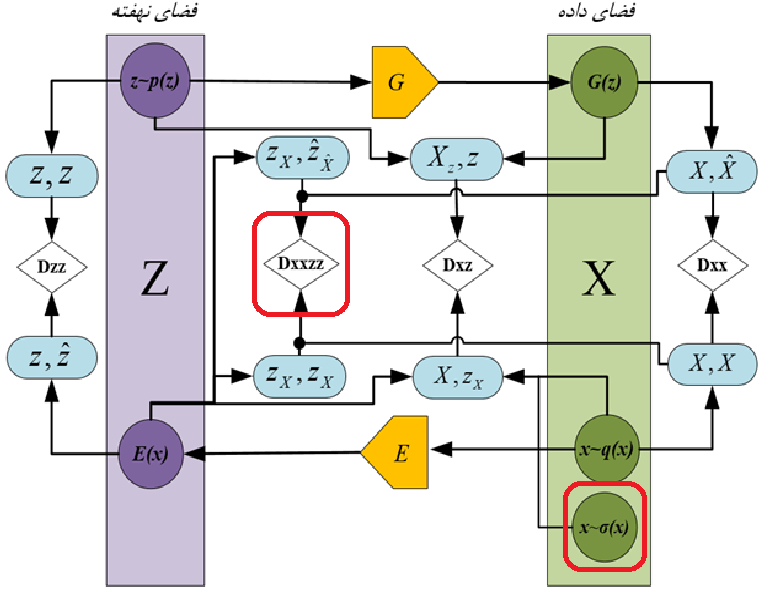 فضای نهفته
فضای داده
z~p(z)
G
G(z)
z, z
z_X, ẑ_X̂
X_z, z
X, X̂
Dzz
Z
Dxxzz
Dxz
X
Dxx
z, ẑ
z_X, z_X
X, z_X
X, X
E(x)
E
x~q(x)
x~σ(x)